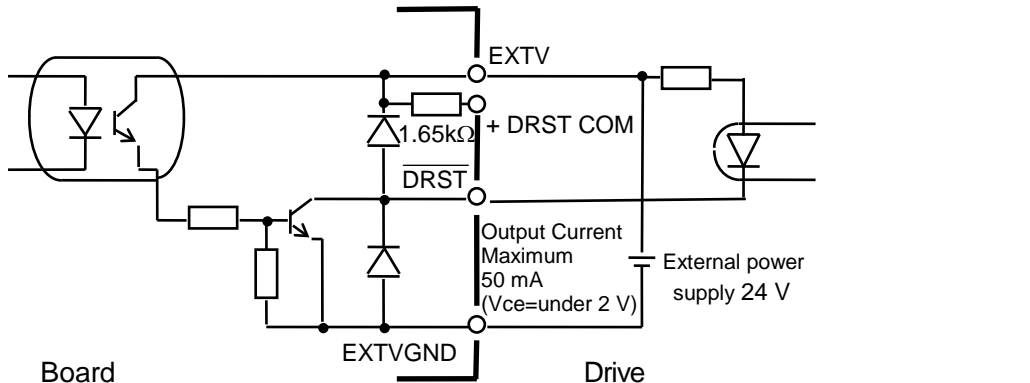 EXTV
1.65kΩ
+ DRST COM
DRST
Output Current
Maximum
50 mA
(Vce=under 2 V)
External power
supply 24 V
EXTVGND
Board
Drive